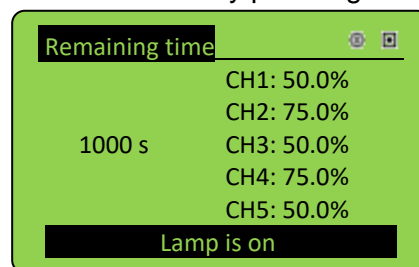 Remaining time
CH1: 50.0%
CH2: 75.0%
1000 s CH3: 50.0%
CH4: 75.0%
CH5: 50.0%
Lamp is on